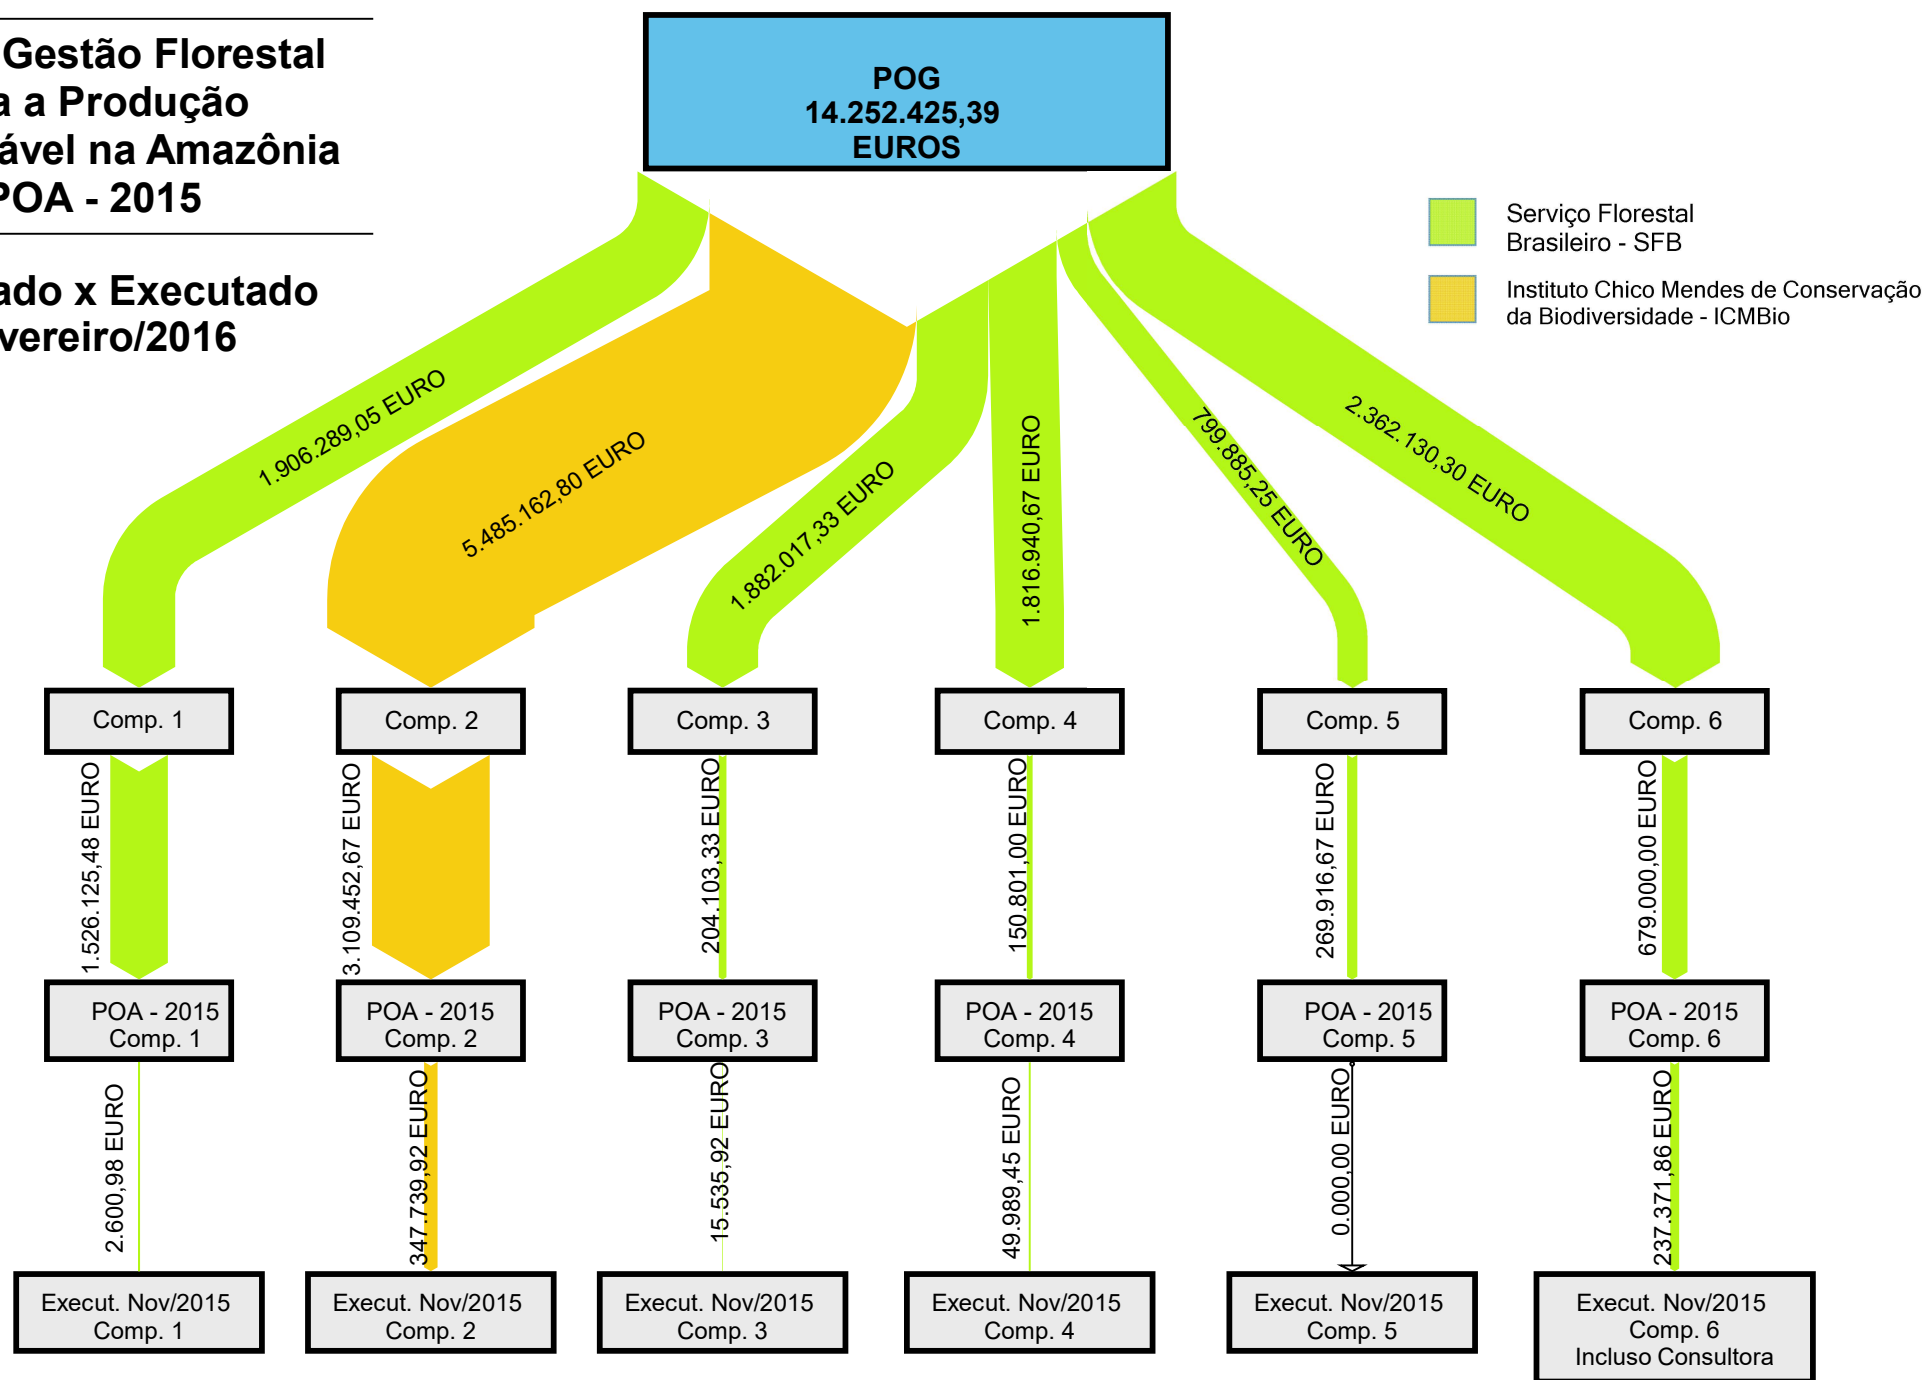 Gestão Florestal
a a Produção
ável na Amazônia
POA - 2015
ado x Executado
vereiro/2016
POG
14.252.425,39
EUROS
Serviço Florestal
Brasileiro - SFB
Instituto Chico Mendes de Conservação
da Biodiversidade - ICMBio
1.906.289,05 EURO
5.485.162,80 EURO
1.882.017,33 EURO
1.816.940,67 EURO
799.885,25 EURO
2.362.130,30 EURO
Comp. 1
Comp. 2
Comp. 3
Comp. 4
Comp. 5
Comp. 6
1.526.125,48 EURO
3.109.452,67 EURO
204.103,33 EURO
150.801,00 EURO
269.916,67 EURO
679.000,00 EURO
POA - 2015
Comp. 1
POA - 2015
Comp. 2
POA - 2015
Comp. 3
POA - 2015
Comp. 4
POA - 2015
Comp. 5
POA - 2015
Comp. 6
2.600,98 EURO
347.739,92 EURO
15.535,92 EURO
49.989,45 EURO
0.000,00 EURO
237.371,86 EURO
Execut. Nov/2015
Comp. 1
Execut. Nov/2015
Comp. 2
Execut. Nov/2015
Comp. 3
Execut. Nov/2015
Comp. 4
Execut. Nov/2015
Comp. 5
Execut. Nov/2015
Comp. 6
Incluso Consultora